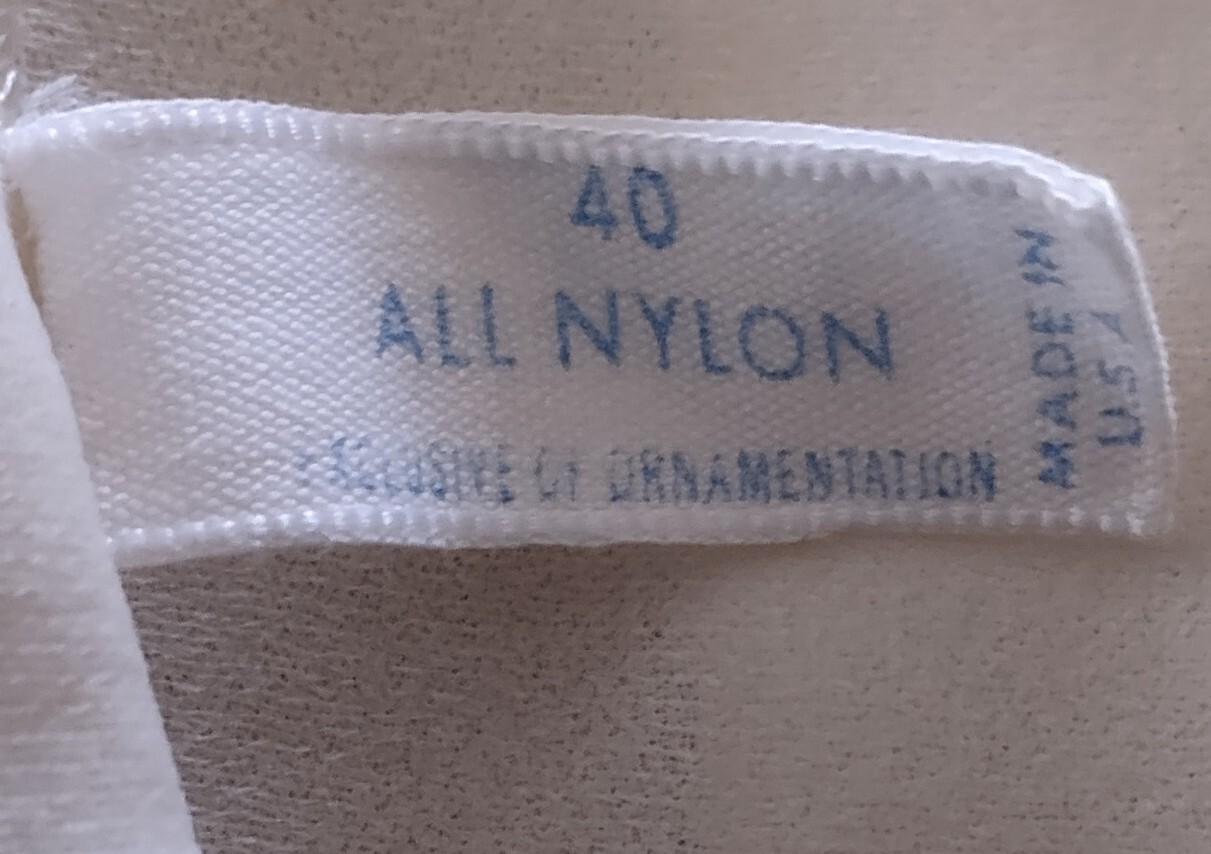 40
ALL NYLON
EXCLUSIVE OF ORNAMENTATION
MADE IN
USA